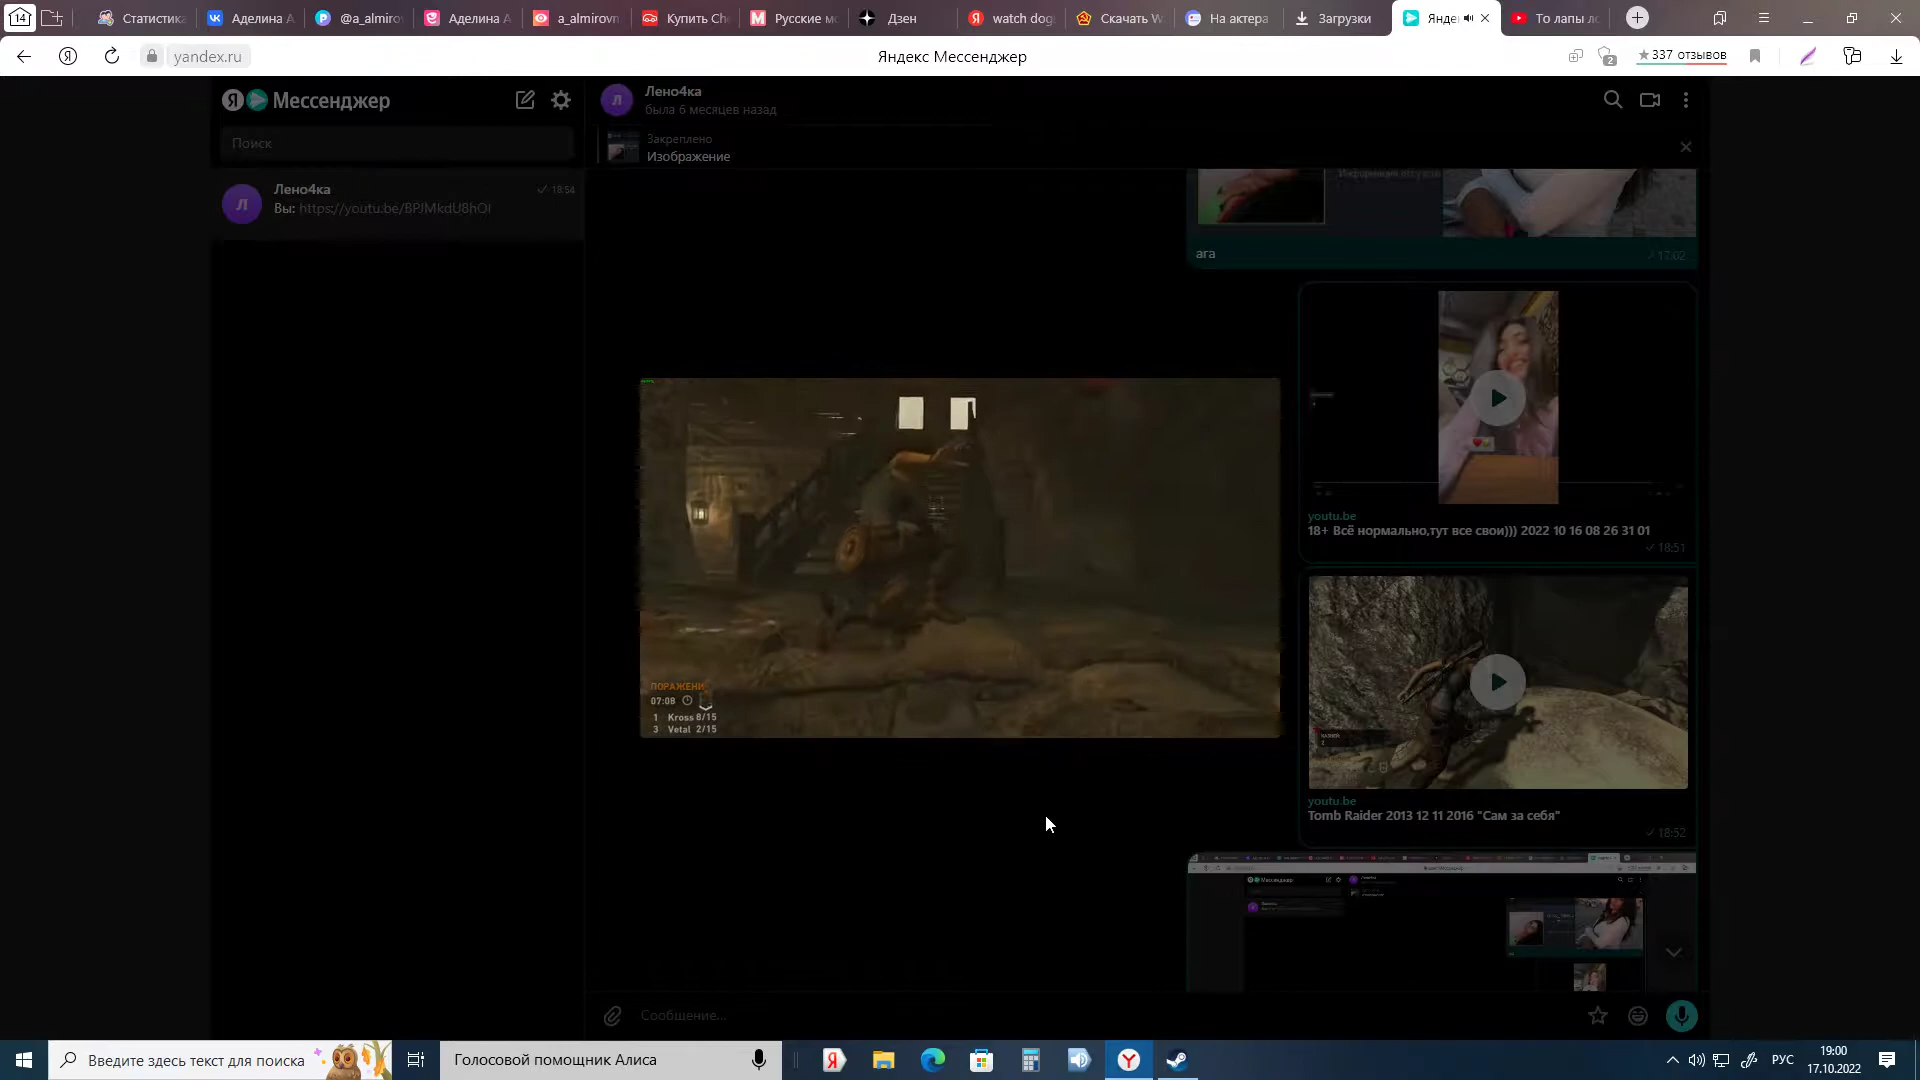 14
Статистика
Аделина А
@a_almiro
Аделина А
a_almirovn
Купить Ch
Русские м
Дзен
watch dog
Скачать W
На актера
Загрузки
Янде
То лапы ло
yandex.ru
Яндекс Мессенджер
2
337 отзывов
Мессенджер
Поиск
Лено4ка
18:54
Вы: https://youtu.be/BPJMkdU8hOI
Лено4ка
была 6 месяцев назад
Закреплено
Изображение
ага
17:02
youtu.be
18+ Всё нормально,тут все свои))) 2022 10 16 08 26 31 01
18:51
ПОРАЖЕНИ
07:08
1 Kross 8/15
3 Vetal 2/15
youtu.be
Tomb Raider 2013 12 11 2016 "Сам за себя"
18:52
Сообщение...
Введите здесь текст для поиска
Голосовой помощник Алиса
РУС
19:00
17.10.2022